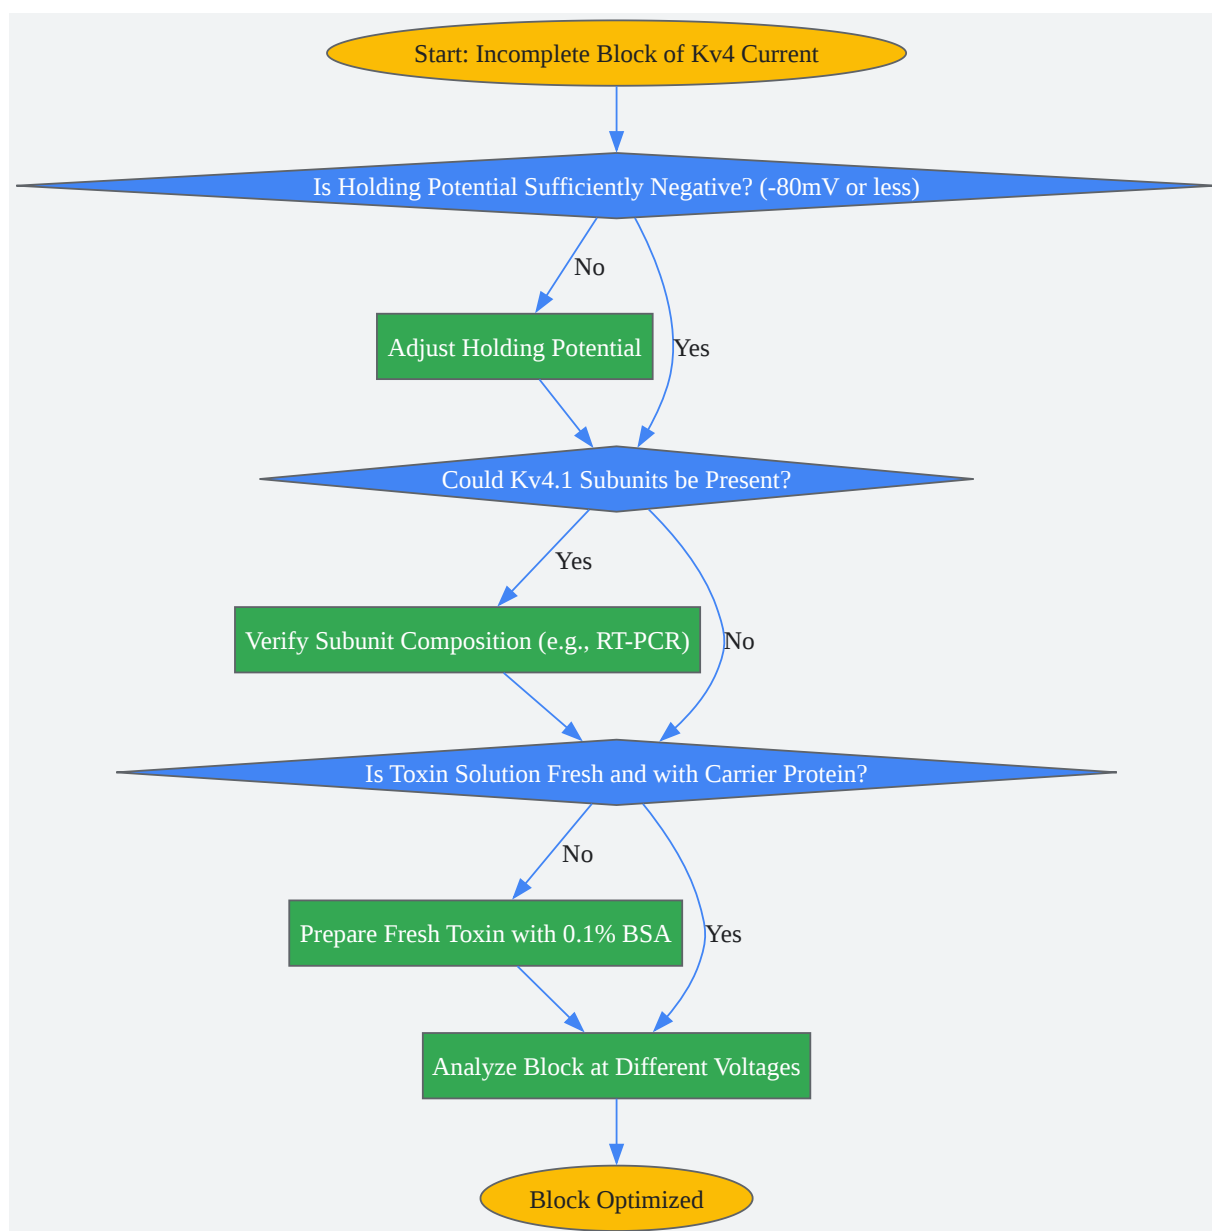 Start: Incomplete Block of Kv4 Current
Is Holding Potential Sufficiently Negative? (-80mV or less)
No
Adjust Holding Potential
Yes
Could Kv4.1 Subunits be Present?
Yes
Verify Subunit Composition (e.g., RT-PCR)
No
Is Toxin Solution Fresh and with Carrier Protein?
No
Prepare Fresh Toxin with 0.1% BSA
Yes
Analyze Block at Different Voltages
Block Optimized